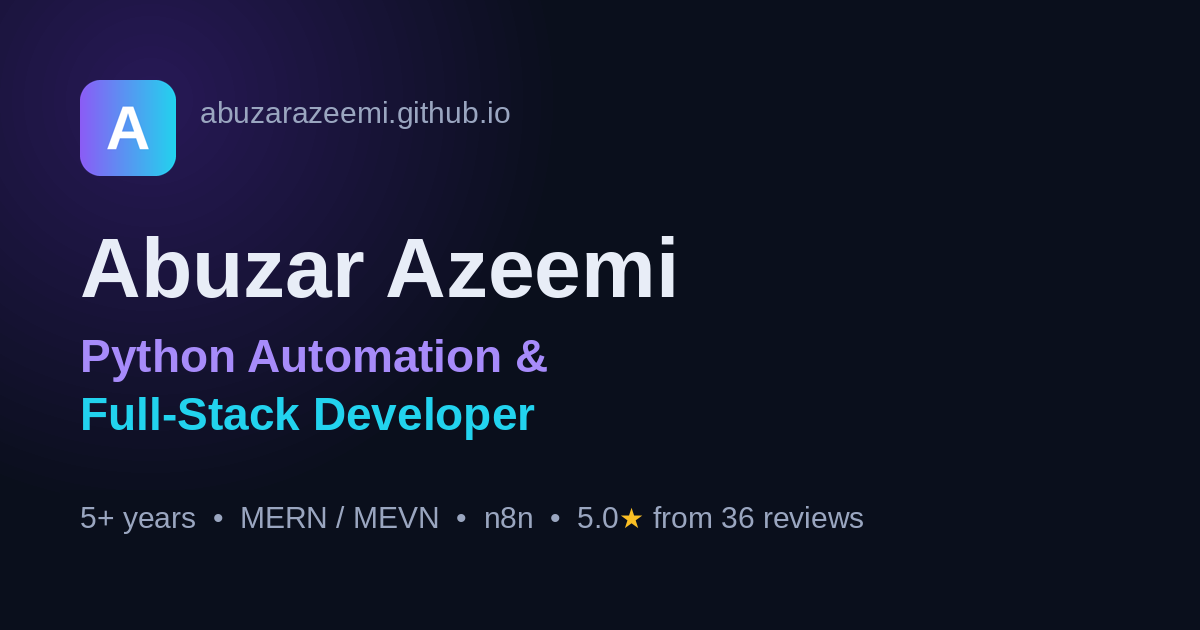 A
abuzarazeemi.github.io
Abuzar Azeemi
Python Automation &
Full-Stack Developer
5+ years • MERN / MEVN • n8n • 5.0★ from 36 reviews